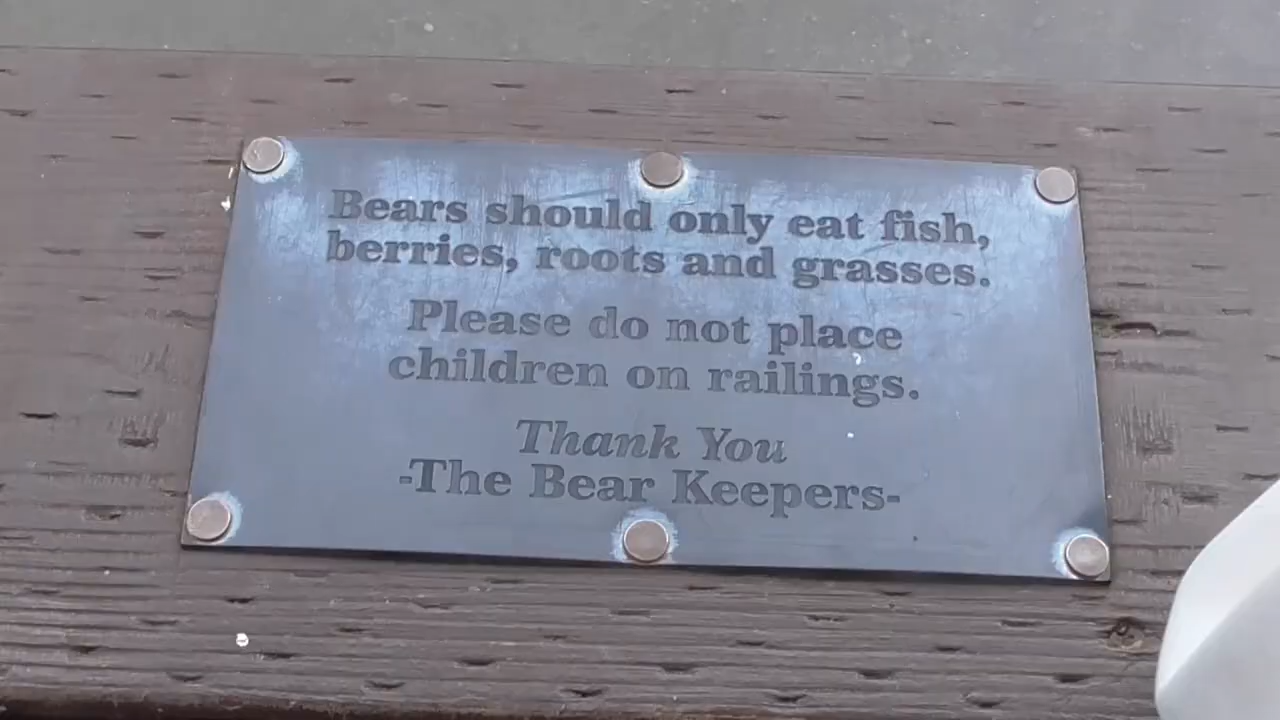 Bears should only eat fish,
berries, roots and grasses.
Please do not place
children on railings.
Thank You
-The Bear Keepers-